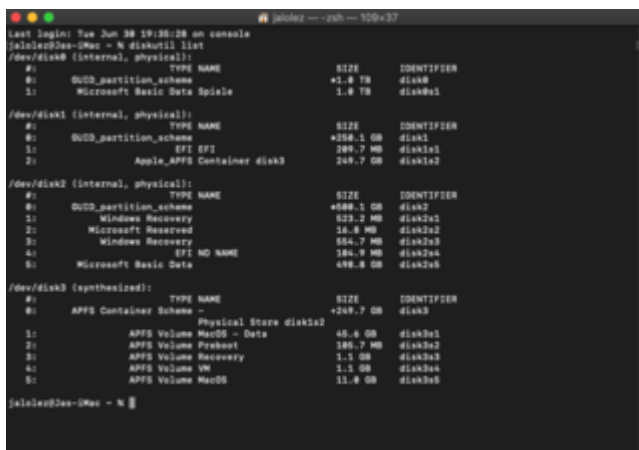 jalolez — -zsh — 109×37
Last login: Tue Jun 30 19:35:28 on console
jalolez@Jas-iMac ~ % diskutil list
/dev/disk0 (internal, physical):
#: TYPE NAME SIZE IDENTIFIER
0: GUID_partition_scheme *1.0 TB disk0
1: Microsoft Basic Data Spiele 1.0 TB disk0s1
/dev/disk1 (internal, physical):
#: TYPE NAME SIZE IDENTIFIER
0: GUID_partition_scheme *250.1 GB disk1
1: EFI EFI 209.7 MB disk1s1
2: Apple_APFS Container disk3 249.7 GB disk1s2
/dev/disk2 (internal, physical):
#: TYPE NAME SIZE IDENTIFIER
0: GUID_partition_scheme *500.1 GB disk2
1: Windows Recovery 523.2 MB disk2s1
2: Microsoft Reserved 16.8 MB disk2s2
3: Windows Recovery 554.7 MB disk2s3
4: EFI NO NAME 104.9 MB disk2s4
5: Microsoft Basic Data 498.8 GB disk2s5
/dev/disk3 (synthesized):
#: TYPE NAME SIZE IDENTIFIER
0: APFS Container Scheme - +249.7 GB disk3
Physical Store disk1s2
1: APFS Volume MacOS - Data 45.6 GB disk3s1
2: APFS Volume Preboot 105.7 MB disk3s2
3: APFS Volume Recovery 1.1 GB disk3s3
4: APFS Volume VM 1.1 GB disk3s4
5: APFS Volume MacOS 11.0 GB disk3s5
jalolez@Jas-iMac ~ %